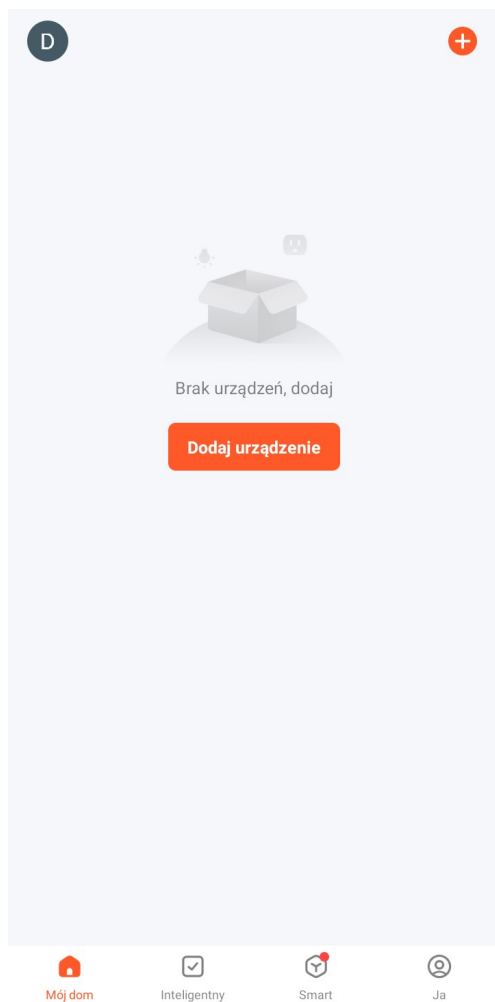 D
Brak urządzeń, dodaj
Dodaj urządzenie
Mój dom
Inteligentny
Smart
Ja